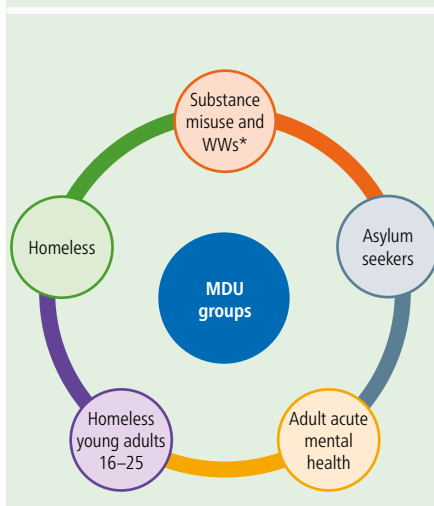 Substance
misuse and
WWs*
Asylum
seekers
Adult acute
mental
health
Homeless
young adults
16–25
Homeless
MDU
groups